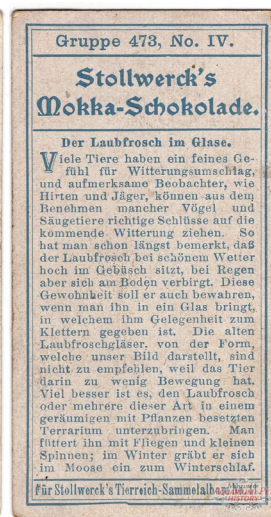 Gruppe 473, No. IV.
Stollwerck's
Mokka-Schokolade.
Der Laubfrosch im Glase.
Viele Tiere haben ein feines Ge-
fühl für Witterungsumschlag,
und aufmerksame Beobachter, wie
Hirten und Jäger, können aus dem
Benehmen mancher Vögel und
Säugetiere richtige Schlüsse auf die
kommende Witterung ziehen. So
hat man schon längst bemerkt, daß
der Laubfrosch bei schönem Wetter
hoch im Gebüsch sitzt, bei Regen
aber sich am Boden verbirgt. Diese
Gewohnheit soll er auch bewahren,
wenn man ihn in ein Glas bringt,
in welchem ihm Gelegenheit zum
Klettern gegeben ist. Die alten
Laubfroschgläser, von der Form,
welche unser Bild darstellt, sind
nicht zu empfehlen, weil das Tier
darin zu wenig Bewegung hat.
Viel besser ist es, den Laubfrosch
oder mehrere dieser Art in einem
geräumigen mit Pflanzen besetzten
Terrarium unterzubringen. Man
füttert ihn mit Fliegen und kleinen
Spinnen; im Winter gräbt er sich
im Moose ein zum Winterschlaf.
für Stollwerck's Tierreich-Sammelalbum